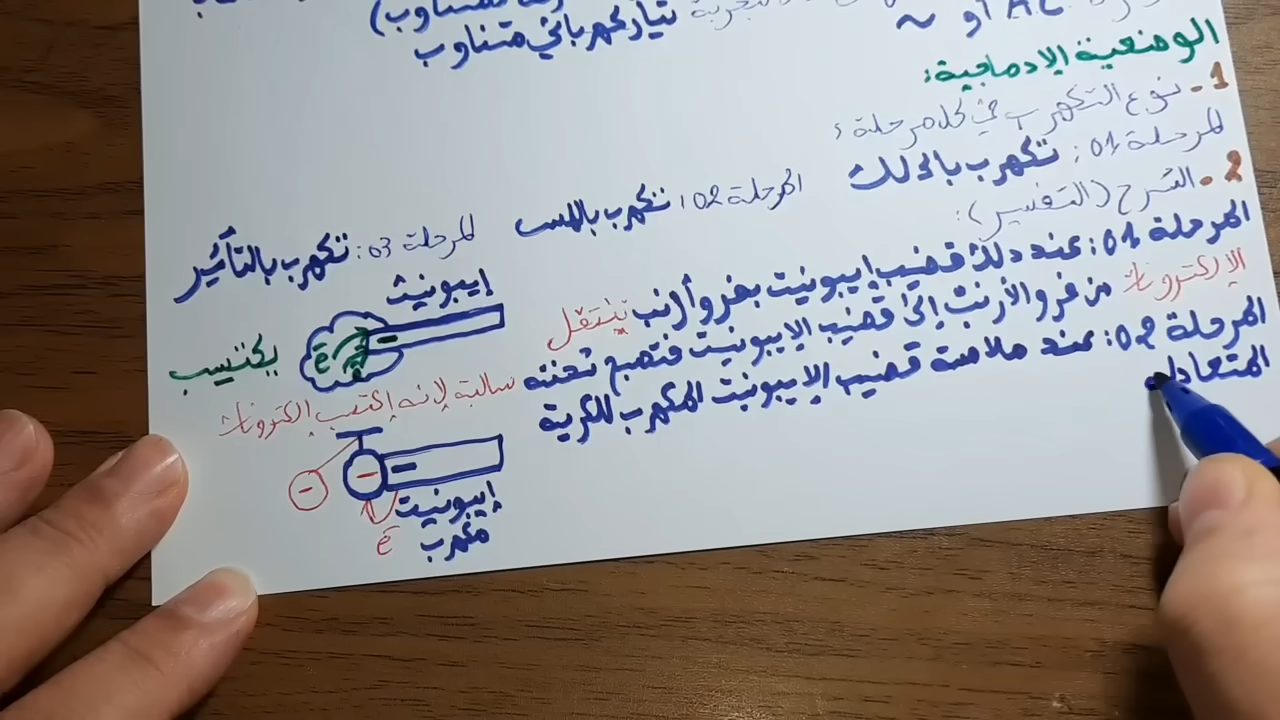 أو AC ~
تيار كهربائي متناوب
الوضعية الإدماجية:
1- نوع التكهرب في كل مرحلة:
المرحلة 01: تكهرب بالدلك
المرحلة 02: تكهرب باللمس
المرحلة 03: تكهرب بالتأثير
2- الشرح (التفسير):
المرحلة 01: عند دلك قضيب إيبونيت بفرو أرنب تنتقل
الإلكترونات من فرو الأرنب إلى قضيب الإيبونيت فتصبح شحنته
سالبة لإنه إكتسب إلكترونات
المرحلة 02: عند ملامسة قضيب الإيبونيت المكهرب للكرية
المتعادلة
إيبونيت
يكتسب
e-
-
-
-
-
إيبونيت
مكهرب
e-